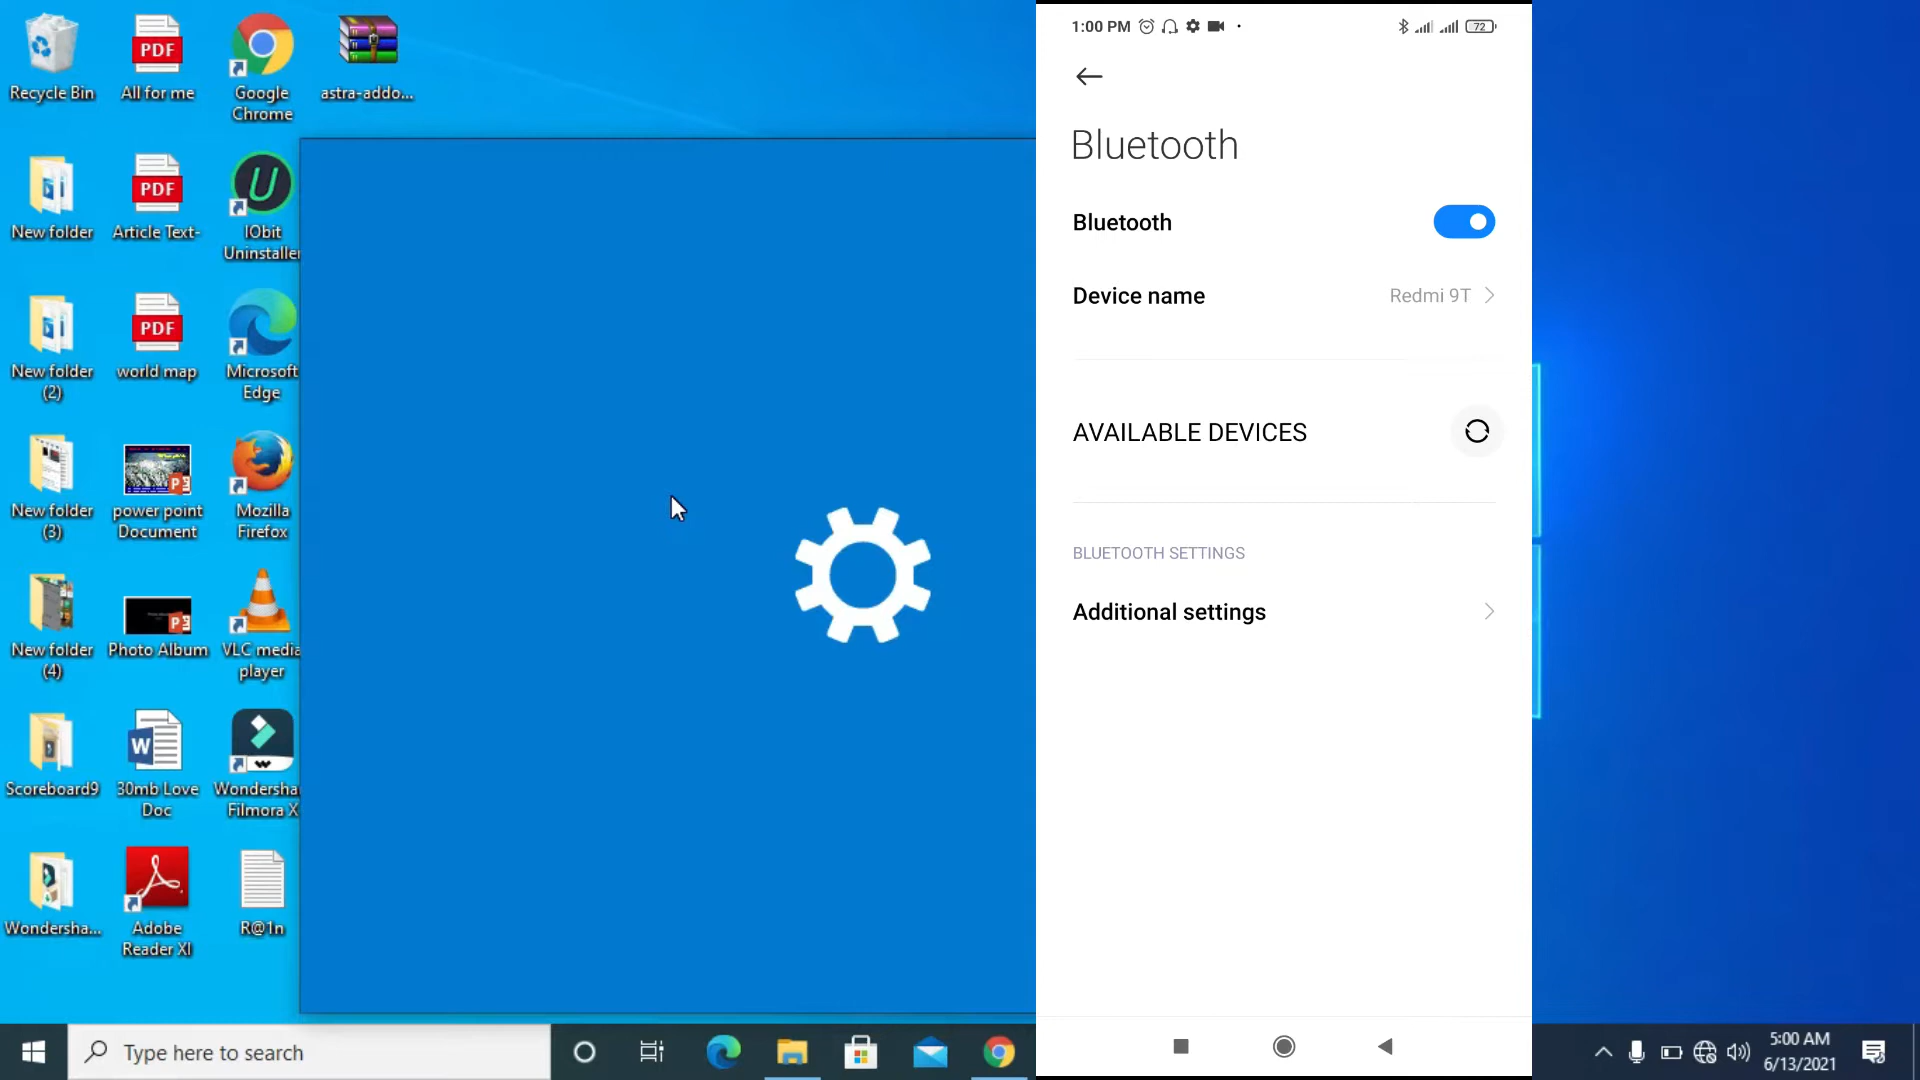 Recycle Bin
PDF
All for me
Google
Chrome
astra-addo...
New folder
PDF
Article Text-
IObit
Uninstaller
New folder
(2)
PDF
world map
Microsoft
Edge
New folder
(3)
power point
Document
Mozilla
Firefox
New folder
(4)
Photo Album
VLC media
player
Scoreboard9
30mb Love
Doc
Wondersha
Filmora X
Wondersha...
Adobe
Reader XI
R@1n
1:00 PM
72
Bluetooth
Bluetooth
Device name
Redmi 9T
AVAILABLE DEVICES
BLUETOOTH SETTINGS
Additional settings
Type here to search
5:00 AM
6/13/2021